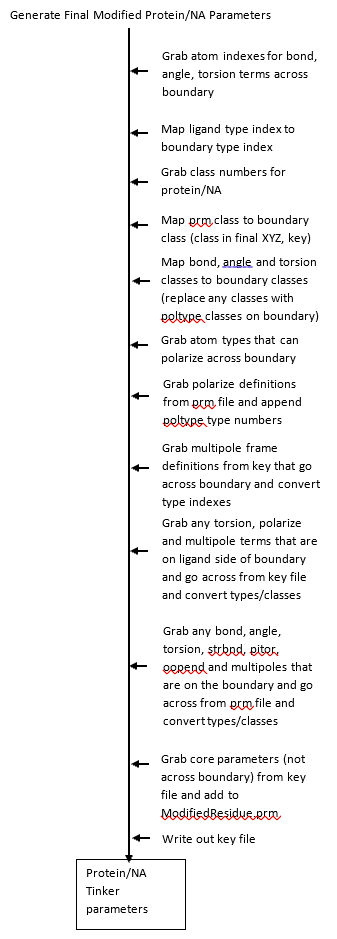 Generate Final Modified Protein/NA Parameters
Grab atom indexes for bond,
angle, torsion terms across
boundary
Map ligand type index to
boundary type index
Grab class numbers for
protein/NA
Map prm class to boundary
class (class in final XYZ, key)
Map bond, angle and torsion
classes to boundary classes
(replace any classes with
poltype classes on boundary)
Grab atom types that can
polarize across boundary
Grab polarize definitions
from prm file and append
poltype type numbers
Grab multipole frame
definitions from key that go
across boundary and convert
type indexes
Grab any torsion, polarize
and multipole terms that are
on ligand side of boundary
and go across from key file
and convert types/classes
Grab any bond, angle,
torsion, strbnd, pitor,
opbend and multipoles that
are on the boundary and go
across from prm file and
convert types/classes
Grab core parameters (not
across boundary) from key
file and add to
ModifiedResidue.prm
Write out key file
Protein/NA
Tinker
parameters